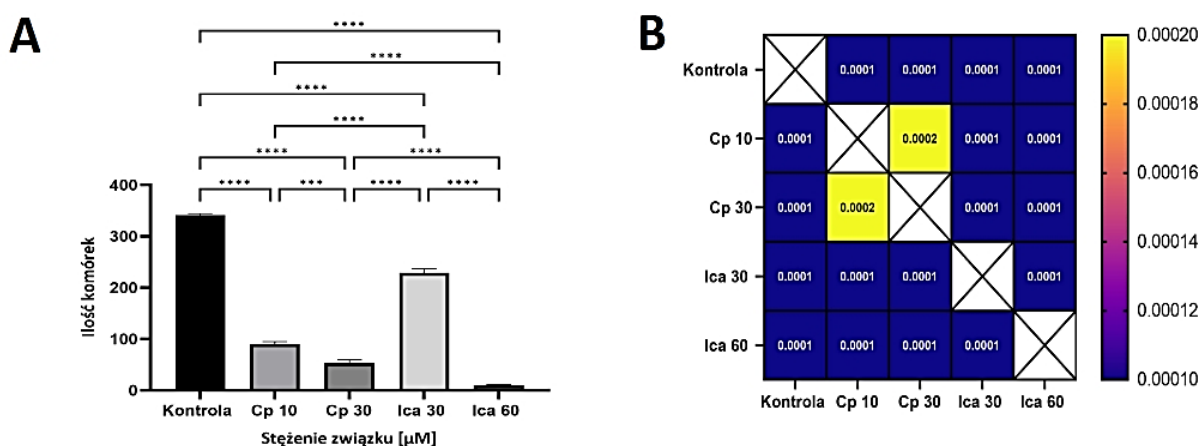 A
****
****
****
****
**** ****
**** *** **** ****
400
300
200
100
0
Ilość komórek
Kontrola Cp 10 Cp 30 Ica 30 Ica 60
Stężenie związku [µM]
B
Kontrola 0.0001 0.0001 0.0001 0.0001
Cp 10 0.0001 0.0002 0.0001 0.0001
Cp 30 0.0001 0.0002 0.0001 0.0001
Ica 30 0.0001 0.0001 0.0001 0.0001
Ica 60 0.0001 0.0001 0.0001 0.0001
Kontrola Cp 10 Cp 30 Ica 30 Ica 60
0.00020
0.00018
0.00016
0.00014
0.00012
0.00010